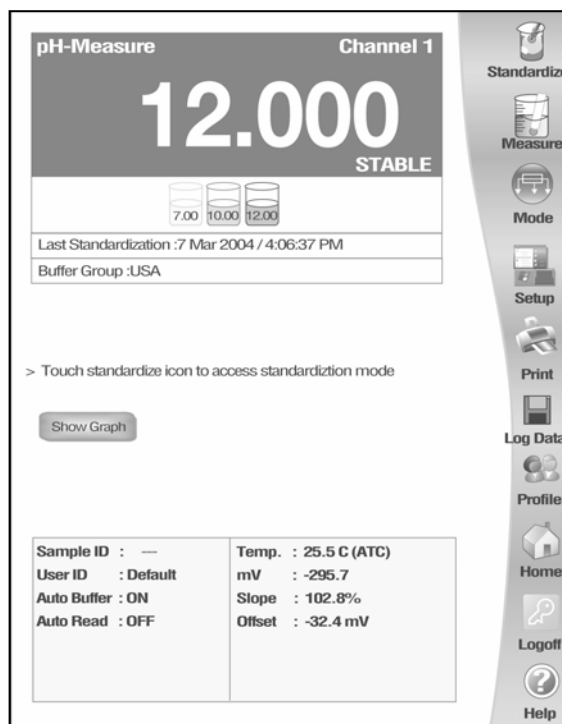 pH-Measure Channel 1
12.000
STABLE
7.00 10.00 12.00
Last Standardization :7 Mar 2004 / 4:06:37 PM
Buffer Group :USA
> Touch standardize icon to access standardiztion mode
Show Graph
Sample ID : ---
User ID : Default
Auto Buffer : ON
Auto Read : OFF
Temp. : 25.5 C (ATC)
mV : -295.7
Slope : 102.8%
Offset : -32.4 mV
Standardize
Measure
Mode
Setup
Print
Log Data
Profile
Home
Logoff
Help